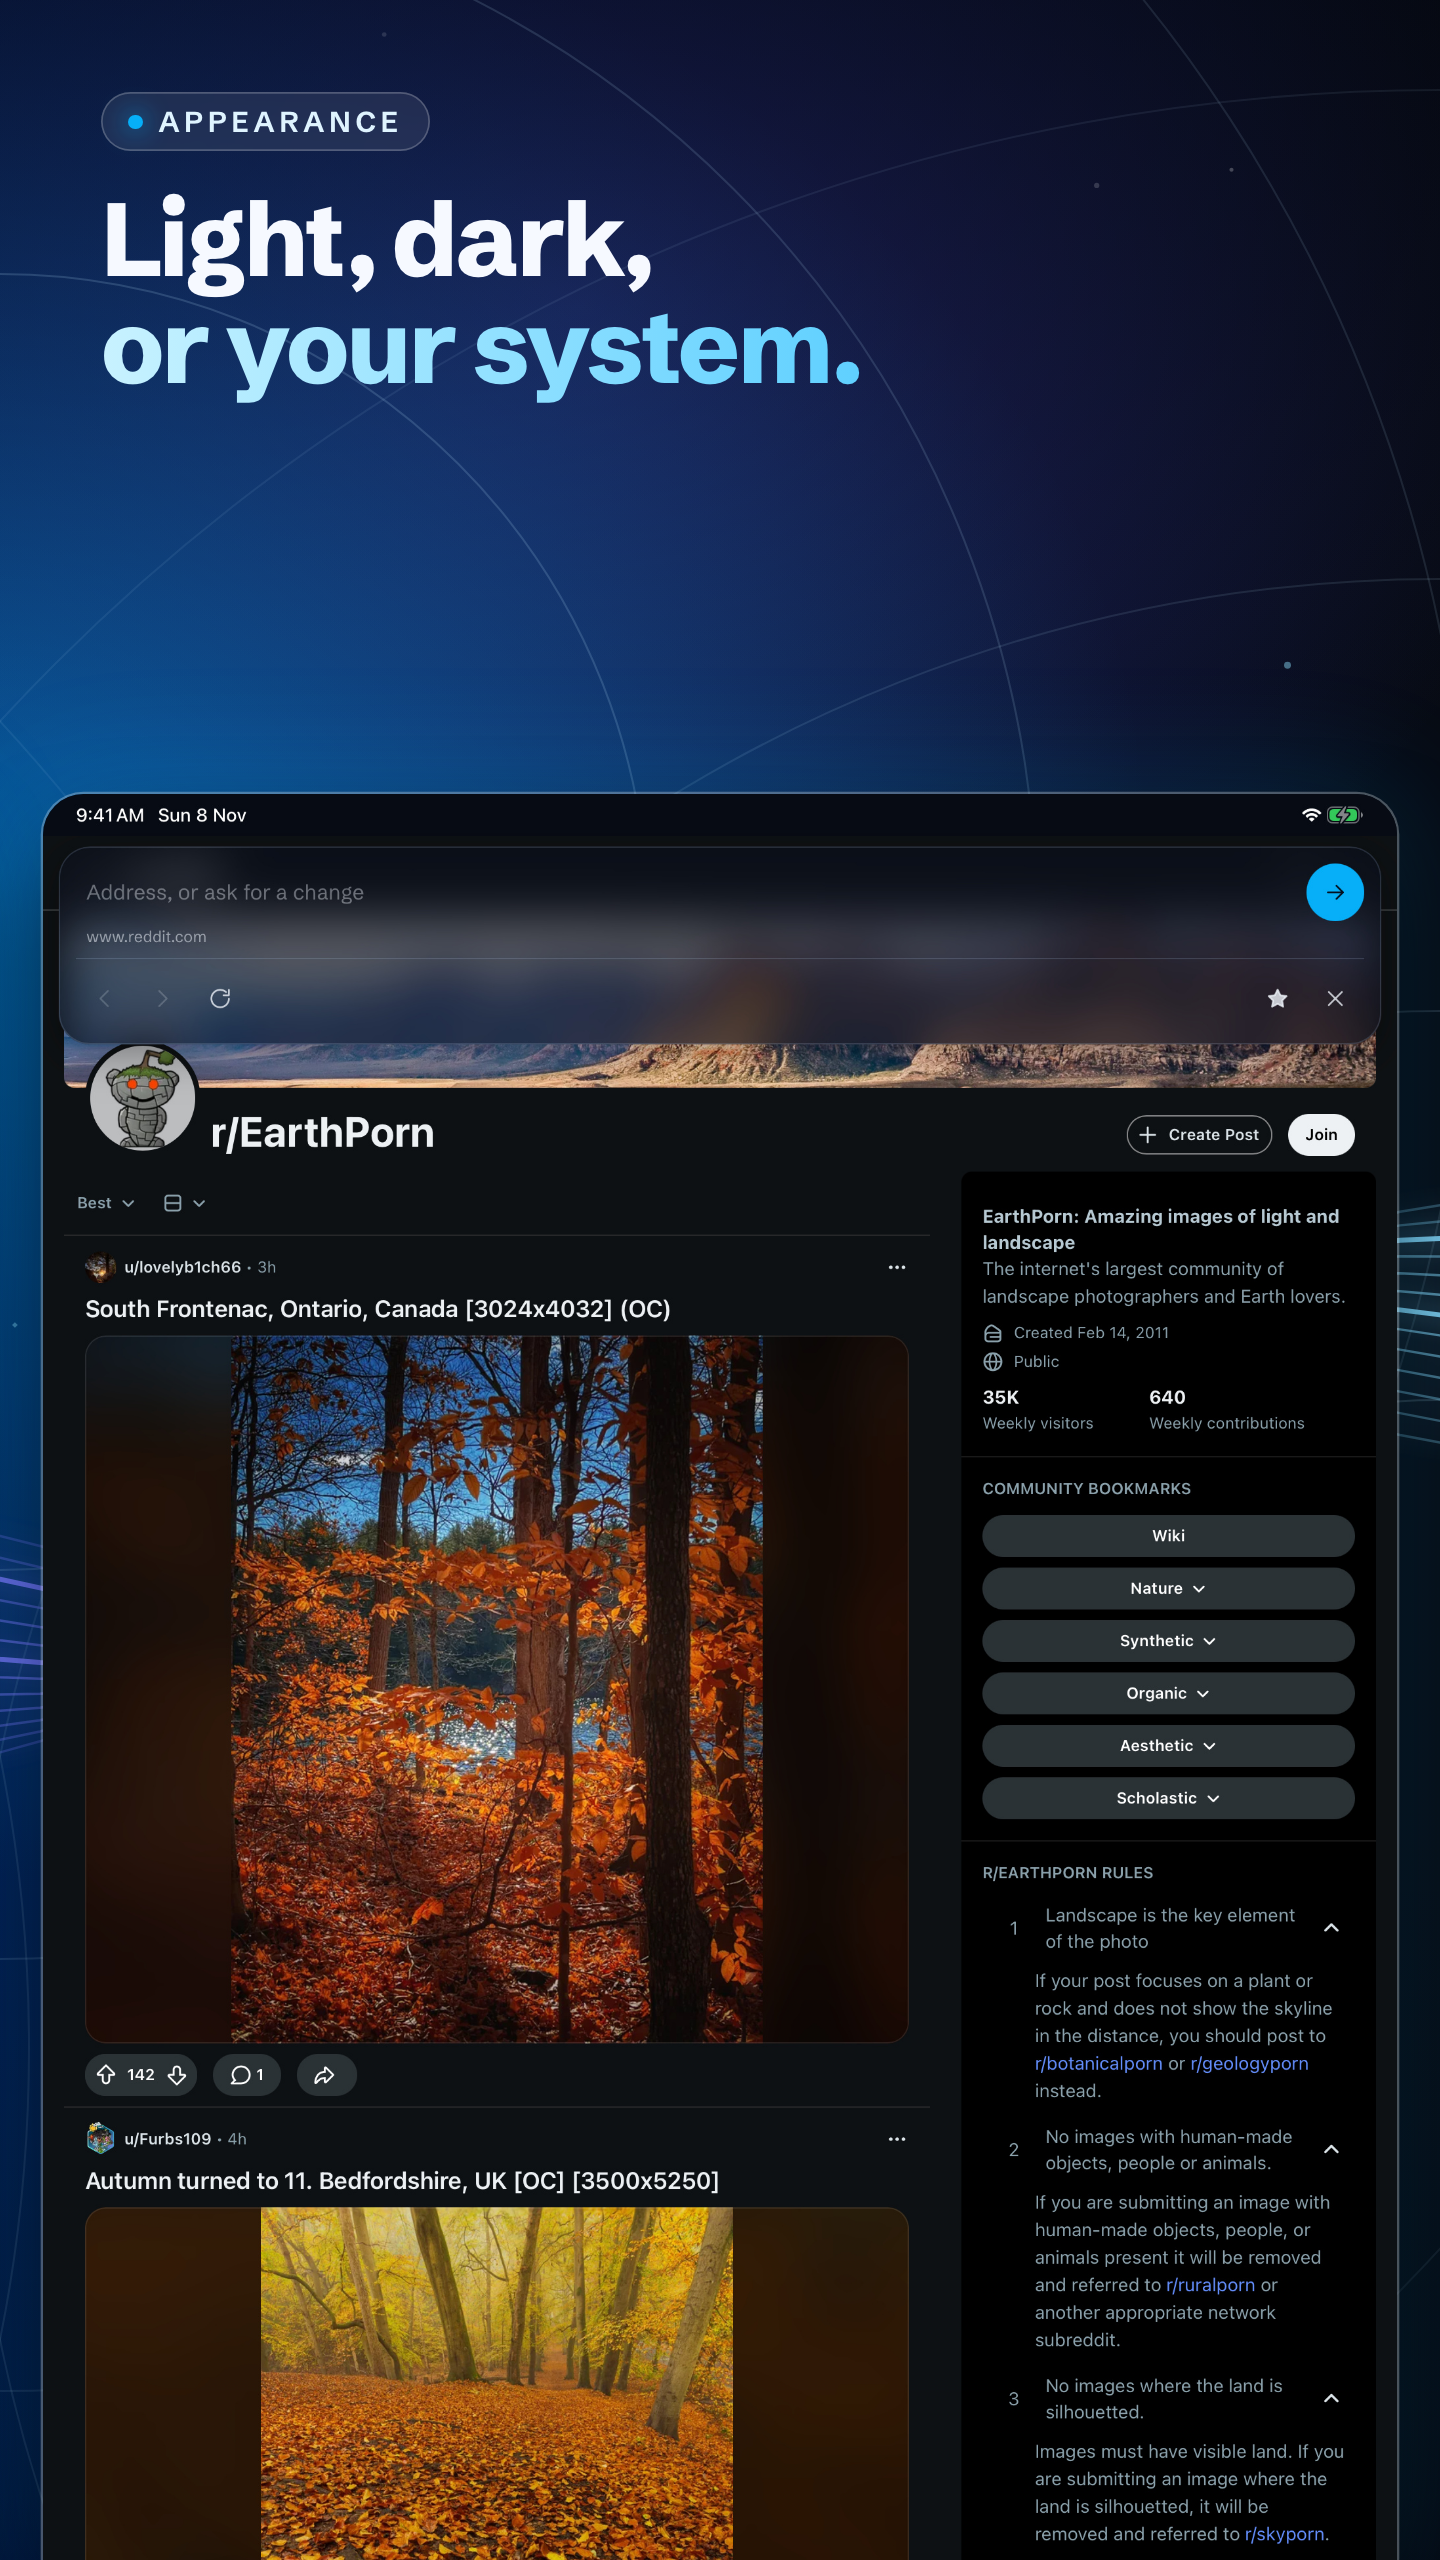 APPEARANCE
Light, dark,
or your system.
9:41 AM Sun 8 Nov
Address, or ask for a change
www.reddit.com
r/EarthPorn
Create Post
Join
Best
u/lovelyb1ch66 • 3h
South Frontenac, Ontario, Canada [3024x4032] (OC)
142
1
u/Furbs109 • 4h
Autumn turned to 11. Bedfordshire, UK [OC] [3500x5250]
EarthPorn: Amazing images of light and
landscape
The internet's largest community of
landscape photographers and Earth lovers.
Created Feb 14, 2011
Public
35K 640
Weekly visitors Weekly contributions
COMMUNITY BOOKMARKS
Wiki
Nature
Synthetic
Organic
Aesthetic
Scholastic
R/EARTHPORN RULES
1 Landscape is the key element
of the photo
If your post focuses on a plant or
rock and does not show the skyline
in the distance, you should post to
r/botanicalporn or r/geologyporn
instead.
2 No images with human-made
objects, people or animals.
If you are submitting an image with
human-made objects, people, or
animals present it will be removed
and referred to r/ruralporn or
another appropriate network
subreddit.
3 No images where the land is
silhouetted.
Images must have visible land. If you
are submitting an image where the
land is silhouetted, it will be
removed and referred to r/skyporn.